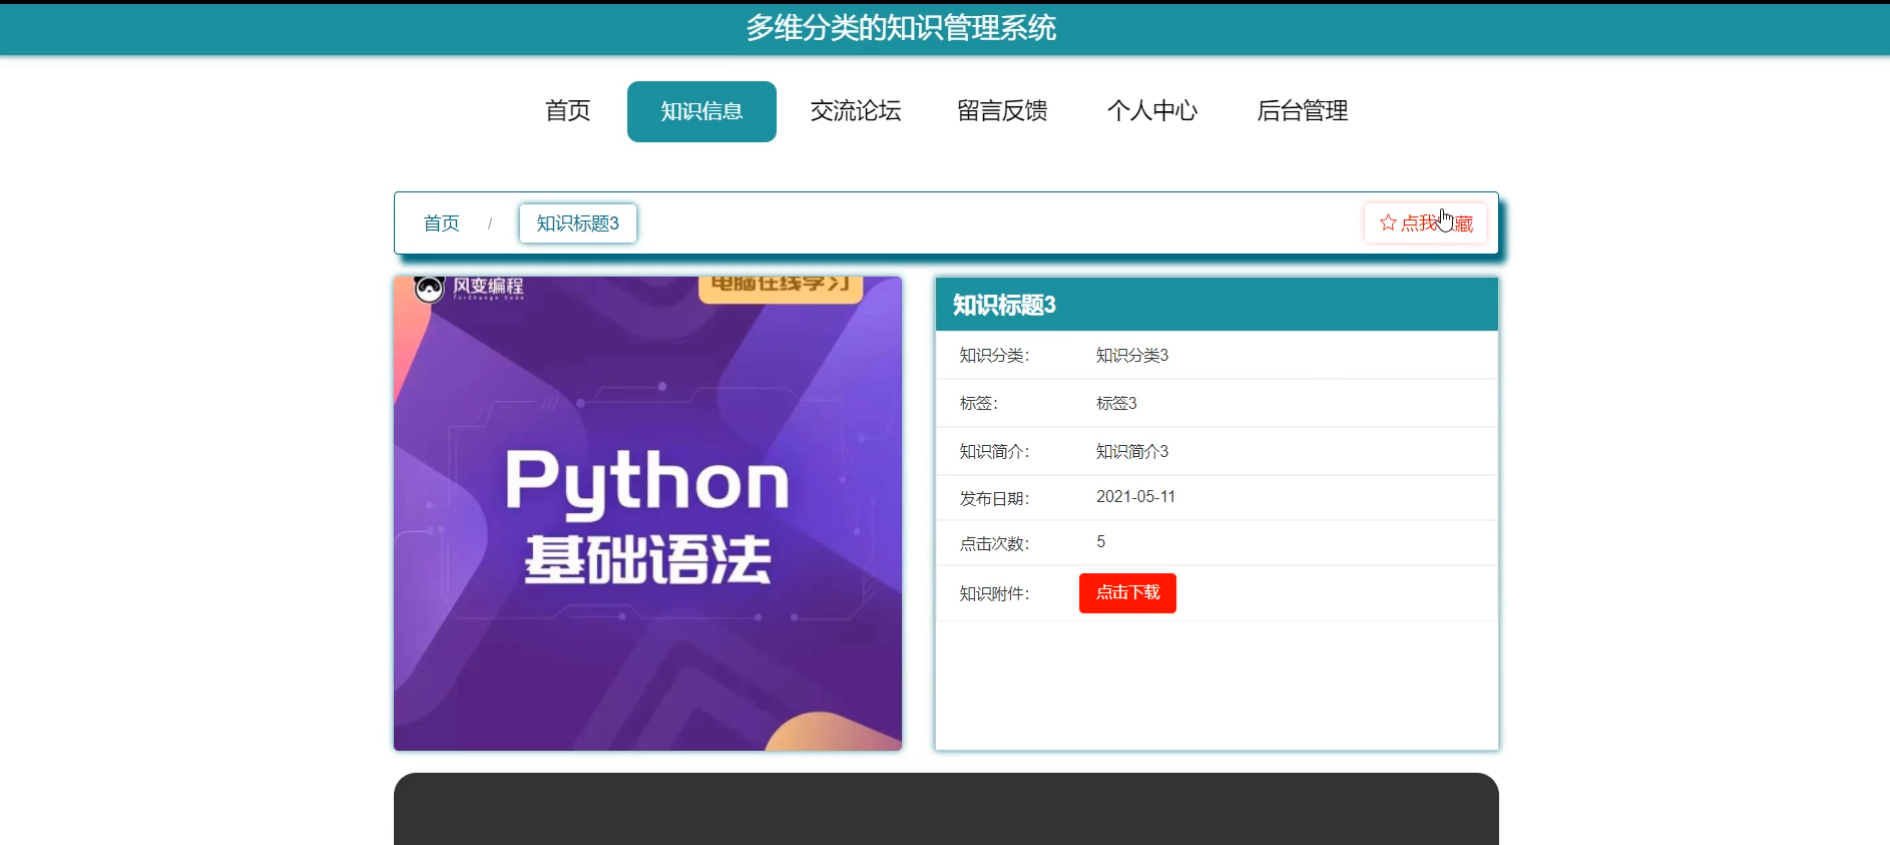 多维分类的知识管理系统
首页 知识信息 交流论坛 留言反馈 个人中心 后台管理
首页 / 知识标题3 ☆点我 藏
风变编程
ForChange Code
电脑在线学习
Python
基础语法
知识标题3
知识分类： 知识分类3
标签： 标签3
知识简介： 知识简介3
发布日期： 2021-05-11
点击次数： 5
知识附件： 点击下载